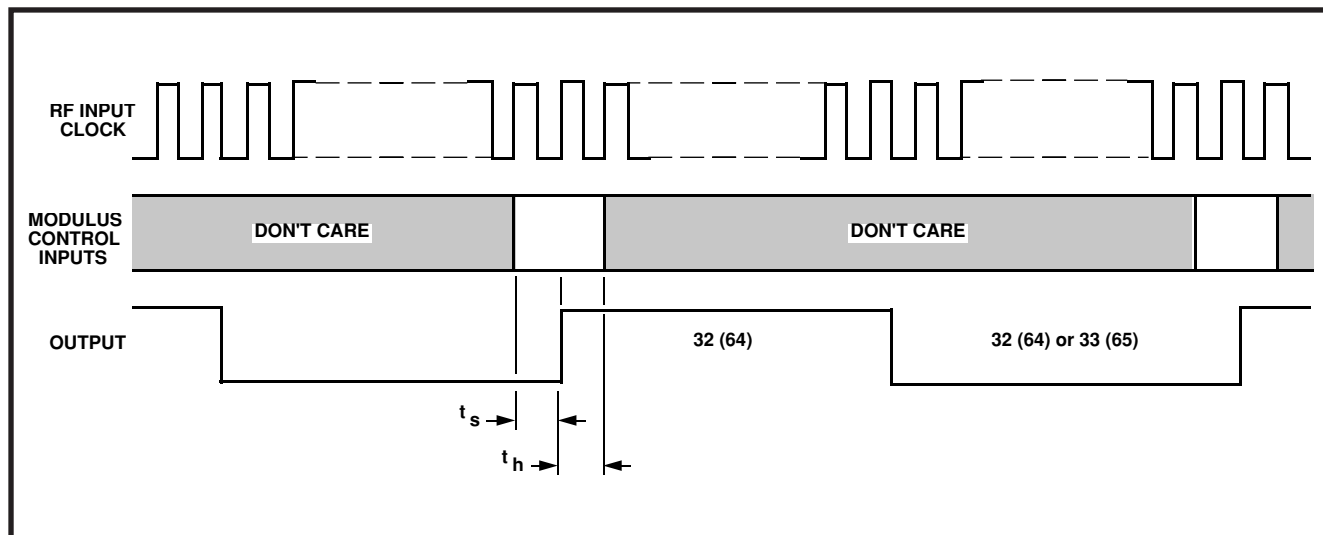 RF INPUT
CLOCK
MODULUS
CONTROL
INPUTS
DON'T CARE
DON'T CARE
OUTPUT
32 (64)
32 (64) or 33 (65)
t s
t h